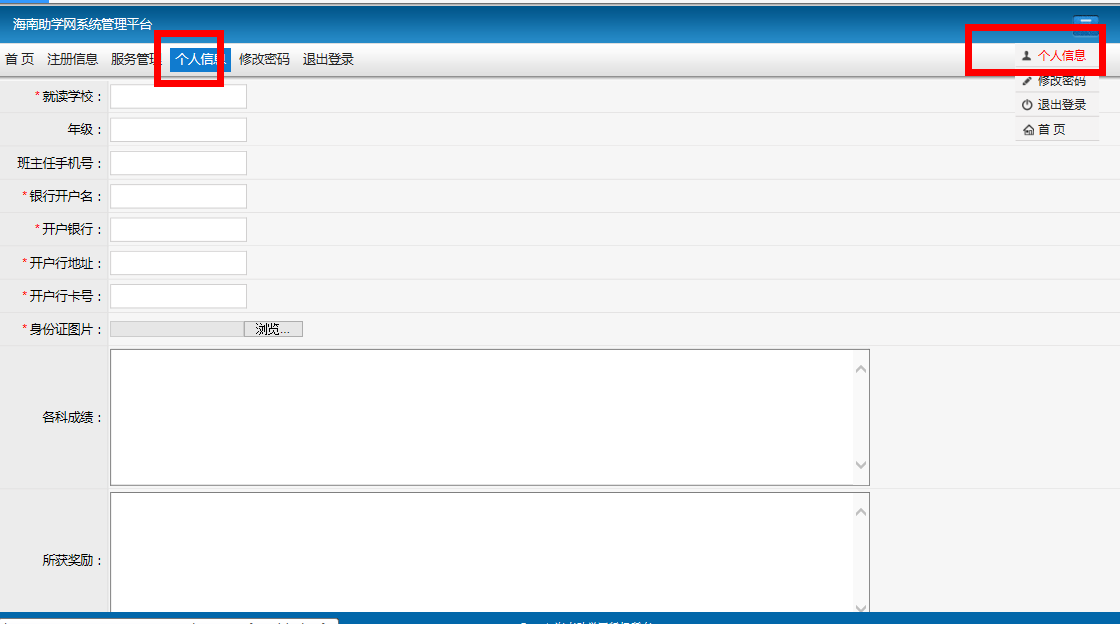 海南助学网系统管理平台
首 页 注册信息 服务管理 个人信息 修改密码 退出登录
个人信息
修改密码
退出登录
首 页
*就读学校：
年级：
班主任手机号：
*银行开户名：
*开户银行：
*开户行地址：
*开户行卡号：
*身份证图片： 浏览...
各科成绩：
所获奖励：